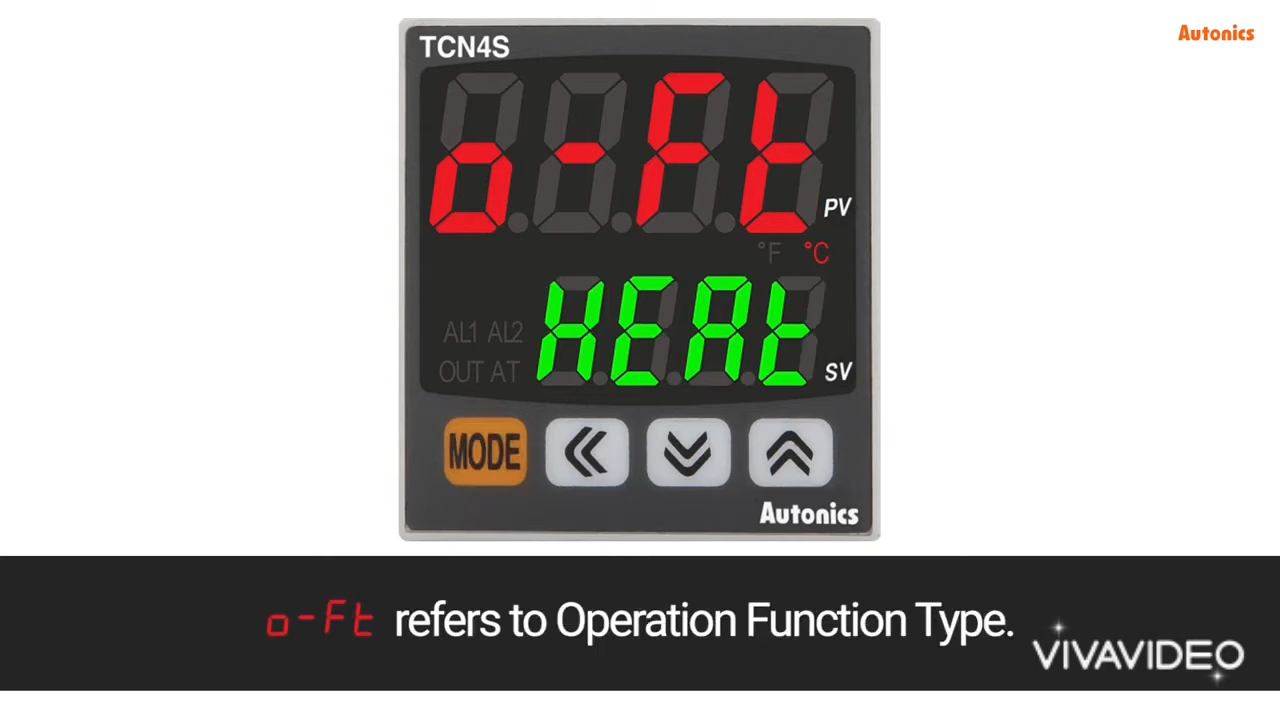 Autonics
TCN4S
o-Ft
PV
°F °C
HEAt
AL1 AL2
OUT AT
SV
MODE
Autonics
o-Ft refers to Operation Function Type.
VIVAVIDEO